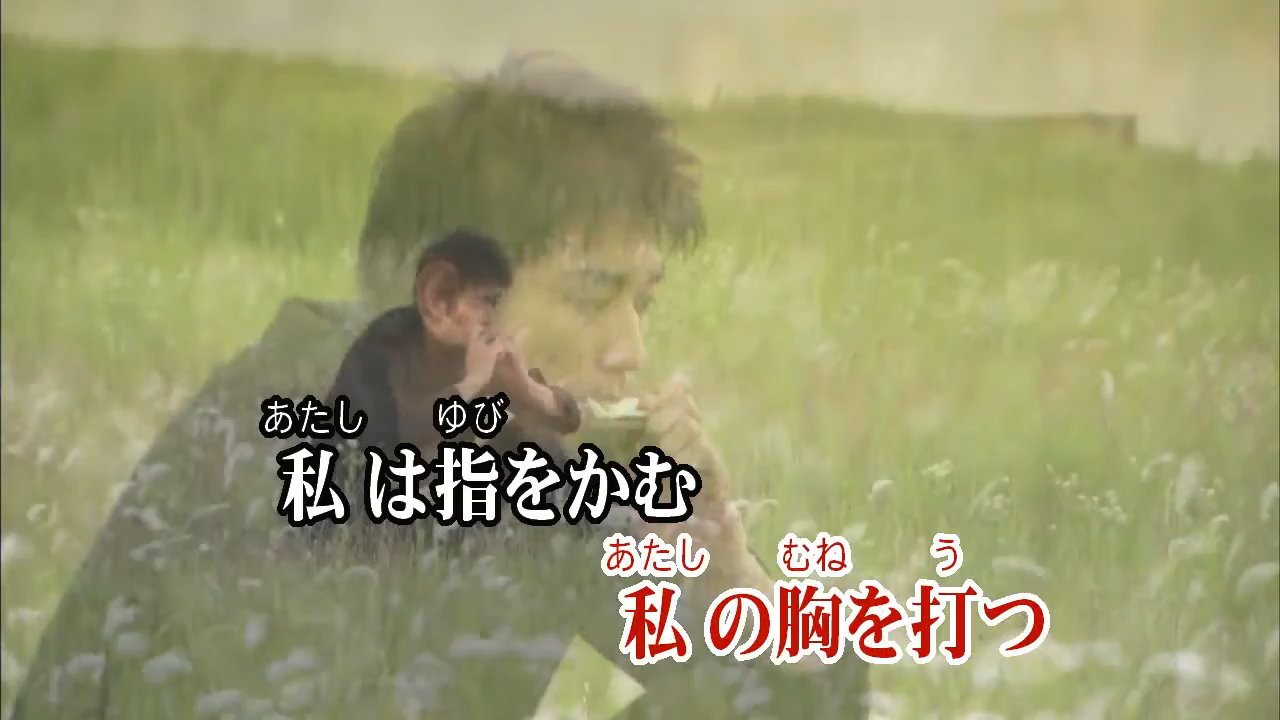 あたし ゆび
私は指をかむ
あたし むね う
私の胸を打つ